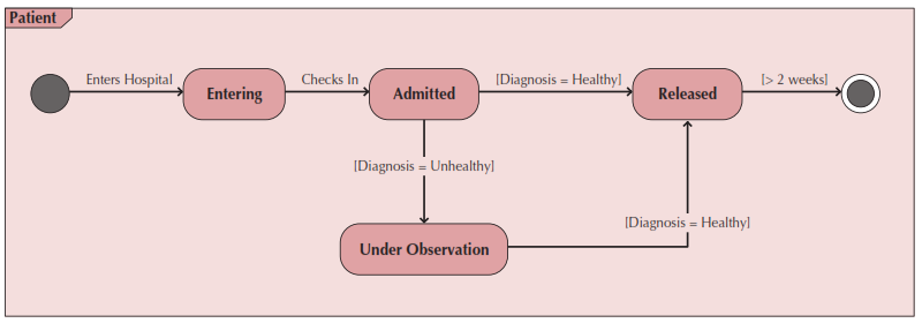 Patient
Enters Hospital
Entering
Checks In
Admitted
[Diagnosis = Healthy]
Released
[> 2 weeks]
[Diagnosis = Unhealthy]
[Diagnosis = Healthy]
Under Observation